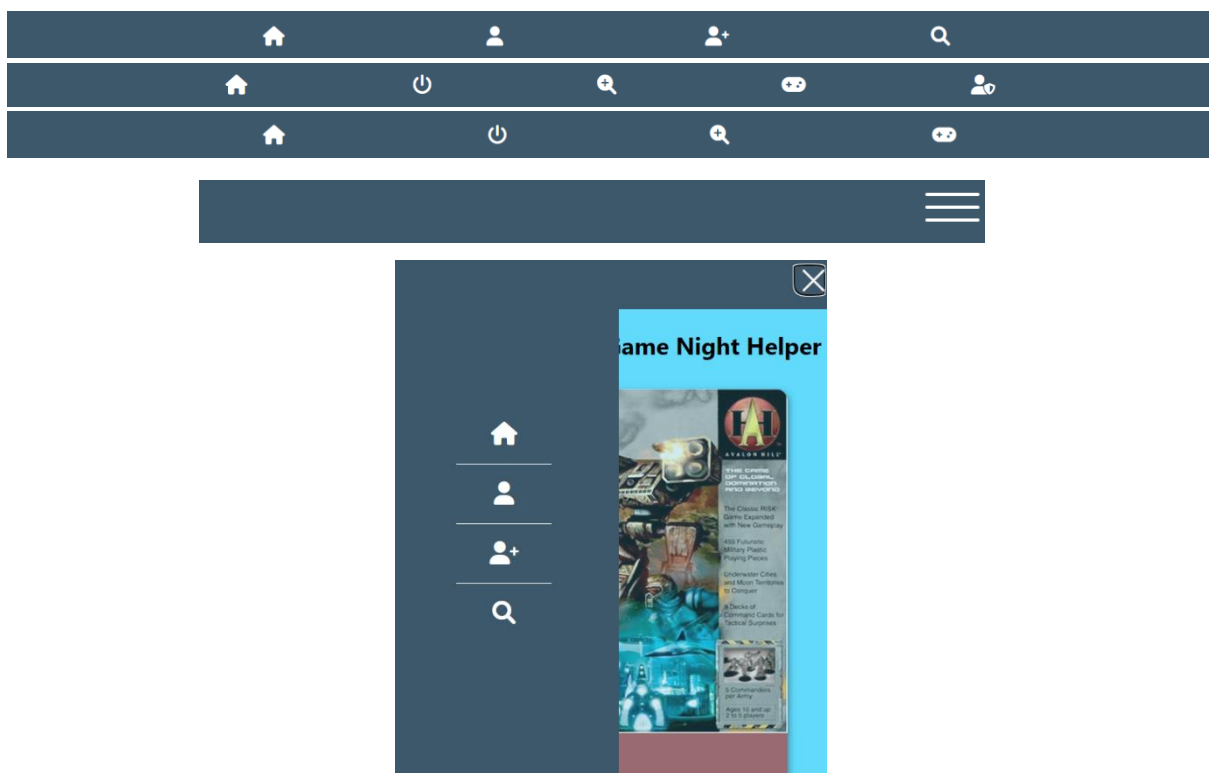 ame Night Helper
AVALON HILL
THE GAME
OF GLOBAL
DOMINATION
AND BEYOND
The Classic RISK
Game Expanded
with New Gameplay
455 Futuristic
Military Plastic
Playing Pieces
Underwater Cities
and Moon Territories
to Conquer
Decks of
Command Cards for
Tactical Surprises
5 Commanders
per Army
Ages 10 and up
2 to 5 players